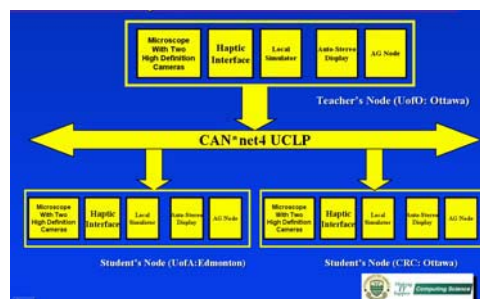 Microscope
With Two
High Definition
Cameras
Haptic
Interface
Local
Simulator
Auto-Stereo
Display
AG Node
Teacher's Node (UofO: Ottawa)
CAN*net4 UCLP
Microscope
With Two
High Definition
Cameras
Haptic
Interface
Local
Simulator
Auto-Stereo
Display
AG Node
Microscope
With Two
High Definition
Cameras
Haptic
Interface
Local
Simulator
Auto-Stereo
Display
AG Node
Student's Node (UofA:Edmonton)
Student's Node (CRC: Ottawa)
Computing Science